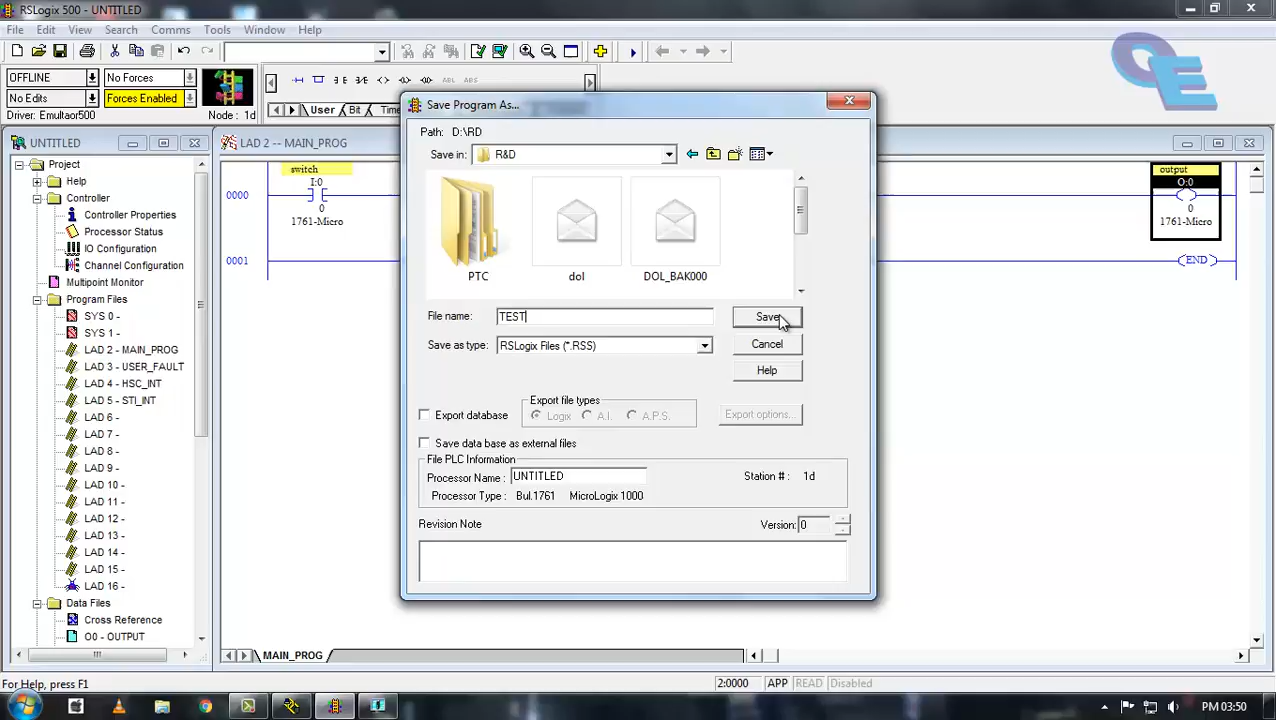 RSLogix 500 - UNTITLED
File Edit View Search Comms Tools Window Help
OFFLINE No Forces
No Edits Forces Enabled
Driver: Emultaor500 Node : 1d
User Bit
OE
UNTITLED
Project
Help
Controller
Controller Properties
Processor Status
IO Configuration
Channel Configuration
Multipoint Monitor
Program Files
SYS 0 -
SYS 1 -
LAD 2 - MAIN_PROG
LAD 3 - USER_FAULT
LAD 4 - HSC_INT
LAD 5 - STI_INT
LAD 6 -
LAD 7 -
LAD 8 -
LAD 9 -
LAD 10 -
LAD 11 -
LAD 12 -
LAD 13 -
LAD 14 -
LAD 15 -
LAD 16 -
Data Files
Cross Reference
O0 - OUTPUT
LAD 2 -- MAIN_PROG
switch
I:0
0000
0
1761-Micro
0001
output
O:0
0
1761-Micro
END
MAIN_PROG
Save Program As...
Path: D:\RD
Save in: R&D
PTC dol DOL_BAK000
File name: TEST Save
Save as type: RSLogix Files (*.RSS) Cancel
Help
Export file types
Export database Logix A.I. A.P.S. Export options...
Save data base as external files
File PLC Information
Processor Name : UNTITLED Station # : 1d
Processor Type : Bul.1761 MicroLogix 1000
Revision Note Version: 0
For Help, press F1 2:0000 APP READ Disabled
PM 03:50